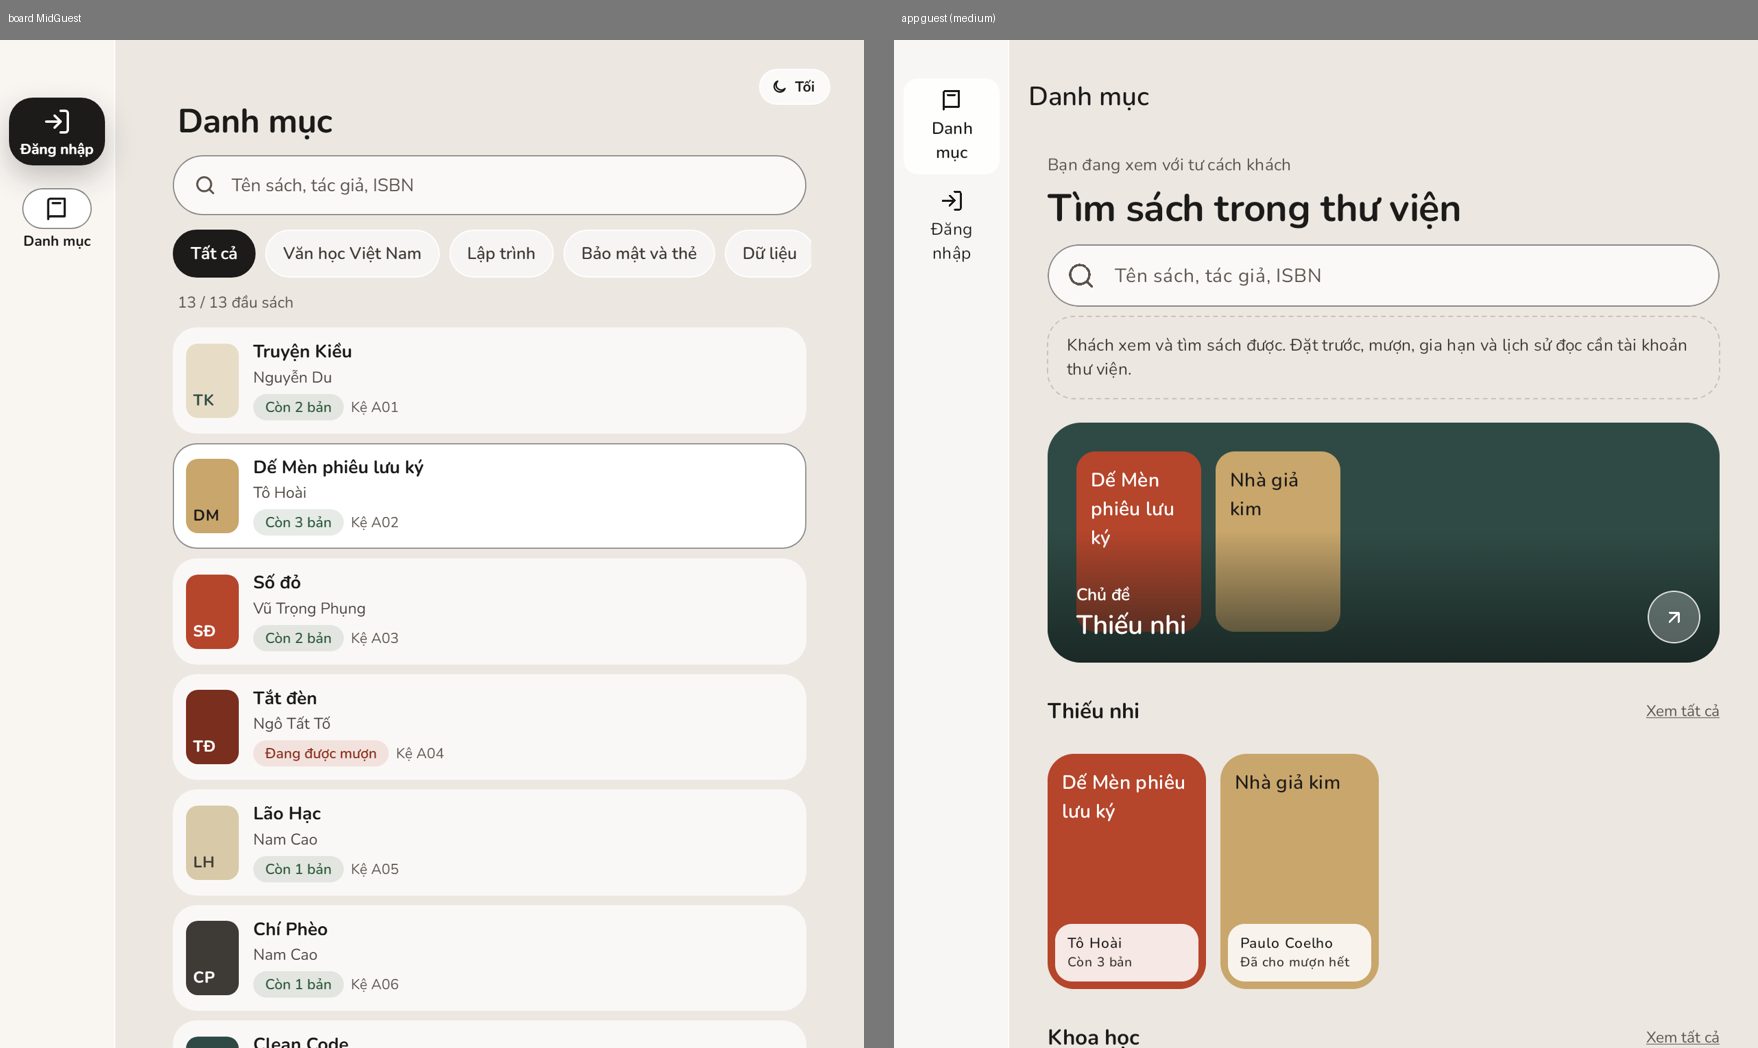 board MidGuest
Đăng nhập
Danh mục
Tối
Danh mục
Tên sách, tác giả, ISBN
Tất cả
Văn học Việt Nam
Lập trình
Bảo mật và thẻ
Dữ liệu
13 / 13 đầu sách
TK
Truyện Kiều
Nguyễn Du
Còn 2 bản
Kệ A01
DM
Dế Mèn phiêu lưu ký
Tô Hoài
Còn 3 bản
Kệ A02
SĐ
Số đỏ
Vũ Trọng Phụng
Còn 2 bản
Kệ A03
TĐ
Tắt đèn
Ngô Tất Tố
Đang được mượn
Kệ A04
LH
Lão Hạc
Nam Cao
Còn 1 bản
Kệ A05
CP
Chí Phèo
Nam Cao
Còn 1 bản
Kệ A06
Clean Code
app guest (medium)
Danh
mục
Đăng
nhập
Danh mục
Bạn đang xem với tư cách khách
Tìm sách trong thư viện
Tên sách, tác giả, ISBN
Khách xem và tìm sách được. Đặt trước, mượn, gia hạn và lịch sử đọc cần tài khoản
thư viện.
Dế Mèn
phiêu lưu
ký
Nhà giả
kim
Chủ đề
Thiếu nhi
Thiếu nhi
Xem tất cả
Dế Mèn phiêu
lưu ký
Tô Hoài
Còn 3 bản
Nhà giả kim
Paulo Coelho
Đã cho mượn hết
Khoa học
Xem tất cả